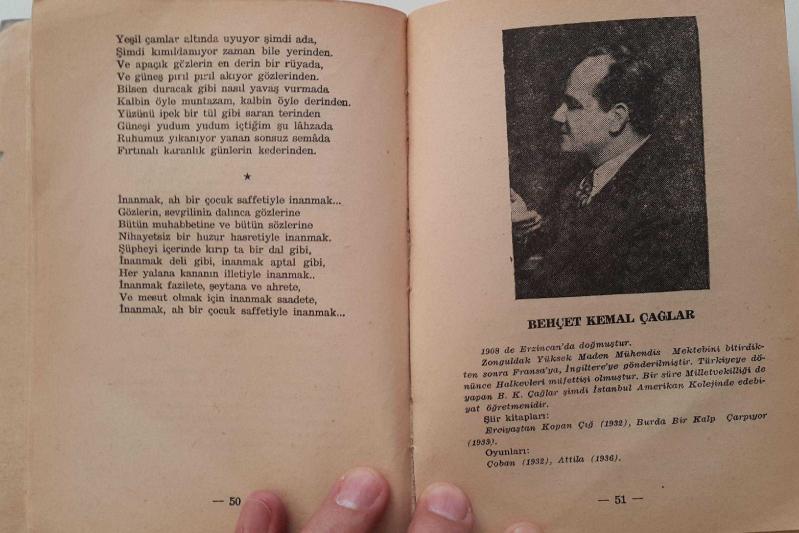 Yeşil çamlar altında uyuyor şimdi ada,
Şimdi kımıldamıyor zaman bile yerinden.
Ve apaçık gözlerin en derin bir rüyada,
Ve güneş pırıl pırıl akıyor gözlerinden.
Bilsen duracak gibi nasıl yavaş vurmada
Kalbin öyle muntazam, kalbin öyle derinden.
Yüzünü ipek bir tül gibi saran terinden
Güneşi yudum yudum içtiğim şu lâhzada
Ruhumuz yıkanıyor yanan sonsuz semâda
Fırtınalı karanlık günlerin kederinden.
★
İnanmak, ah bir çocuk saffetiyle inanmak...
Gözlerin, sevgilinin dalınca gözlerine
Bütün muhabbetine ve bütün sözlerine
Nihayetsiz bir huzur hasretiyle inanmak.
Şüpheyi içerinde kırıp ta bir dal gibi,
İnanmak deli gibi, inanmak aptal gibi,
Her yalana kananın illetiyle inanmak..
İnanmak fazilete, şeytana ve ahrete,
Ve mesut olmak için inanmak saadete,
İnanmak, ah bir çocuk saffetiyle inanmak...
— 50
BEHÇET KEMAL ÇAĞLAR
1908 de Erzincan'da doğmuştur.
Zonguldak Yüksek Maden Mühendis Mektebini bitirdik-
ten sonra Fransa'ya, İngiltere'ye gönderilmiştir. Türkiyeye dö-
nünce Halkevleri müfettişi olmuştur. Bir süre Milletvekilliği de
yapan B. K. Çağlar şimdi İstanbul Amerikan Kolejinde edebi-
yat öğretmenidir.
Şiir kitapları:
Erciyaştan Kopan Çığ (1932), Burda Bir Kalp Çarpıyor
(1933).
Oyunları:
Çoban (1932), Attila (1936).
— 51 —